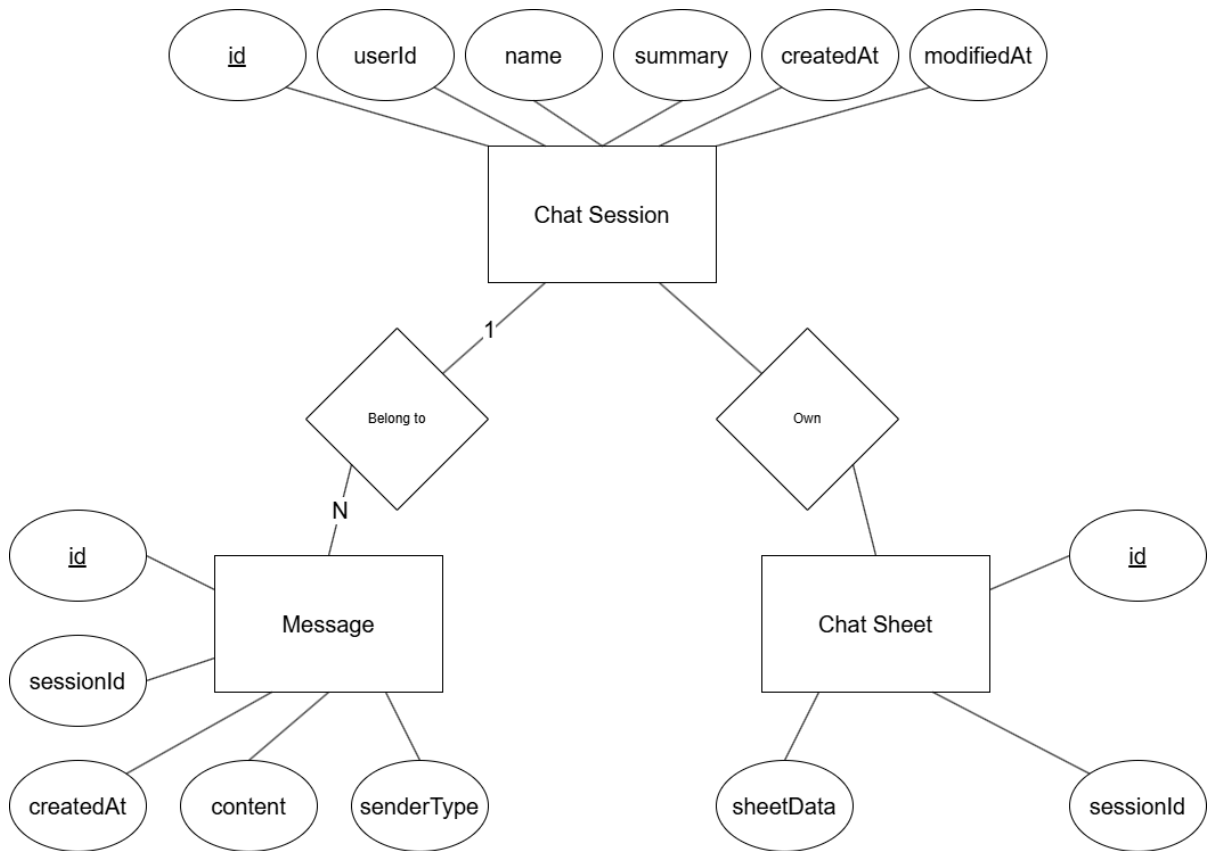 id
userId
name
summary
createdAt
modifiedAt
Chat Session
1
Belong to
Own
N
id
id
Message
Chat Sheet
sessionId
createdAt
content
senderType
sheetData
sessionId